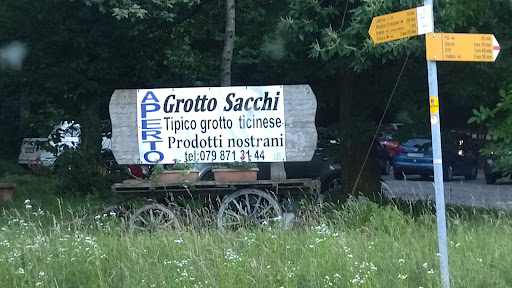 APERTO
Grotto Sacchi
Tipico grotto ticinese
Prodotti nostrani
tel: 079 871 31 44